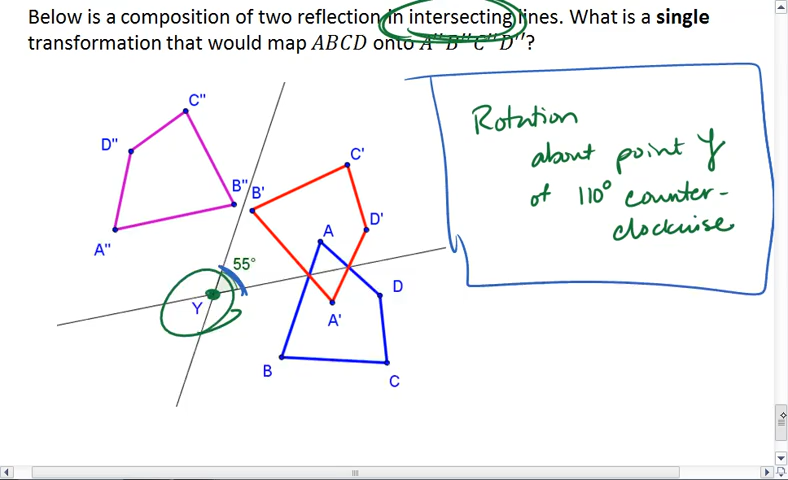 Below is a composition of two reflection in intersecting lines. What is a single
transformation that would map ABCD onto A''B''C''D''?
C''
D''
B''
B'
C'
A
D'
A''
55°
D
Y
A'
B
C
Rotation
about point Y
of 110° counter-
clockwise